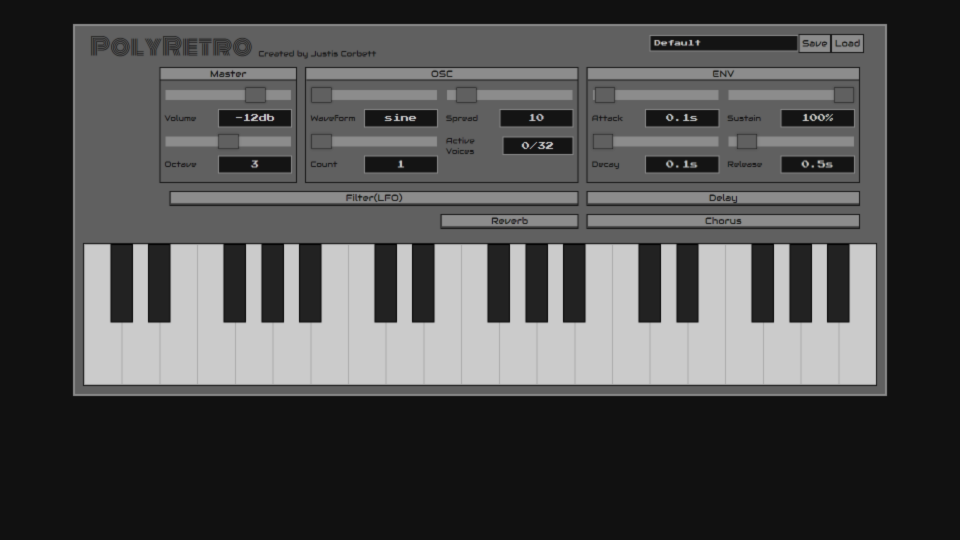 PolyRetro Created by Justis Corbett
Default Save Load
Master OSC ENV
Volume -12db Waveform sine Spread 10 Attack 0.1s Sustain 100%
Octave 3 Count 1 Active Voices 0/32 Decay 0.1s Release 0.5s
Filter(LFO) Delay
Reverb Chorus